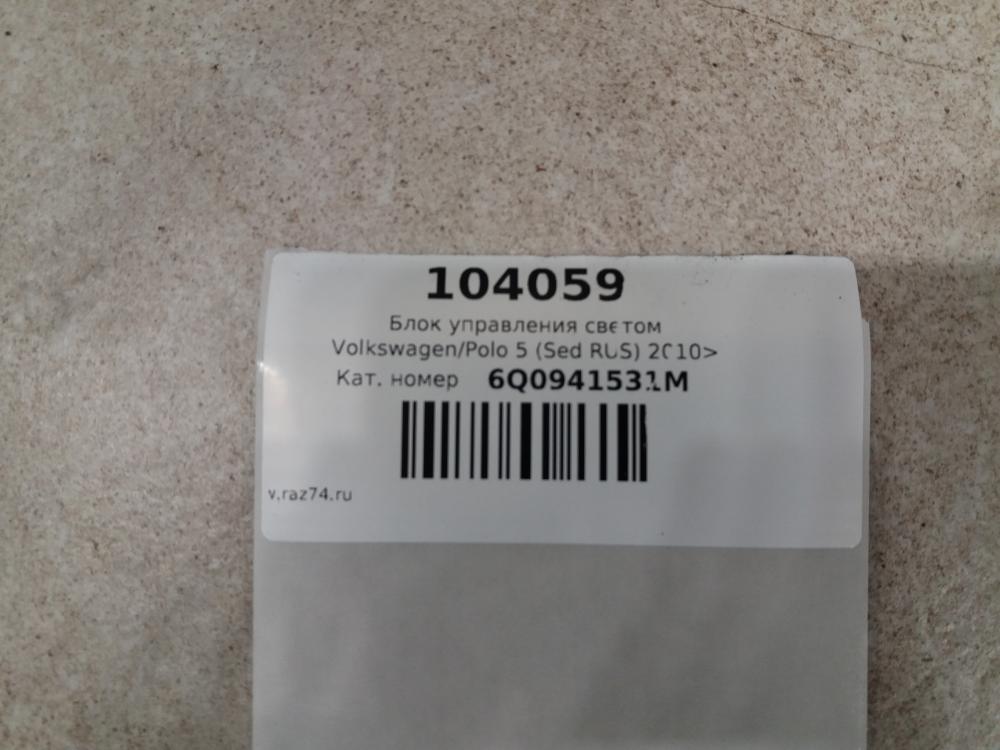 104059
Блок управления светом
Volkswagen/Polo 5 (Sed RUS) 2010>
Кат. номер 6Q0941531M
v.raz74.ru